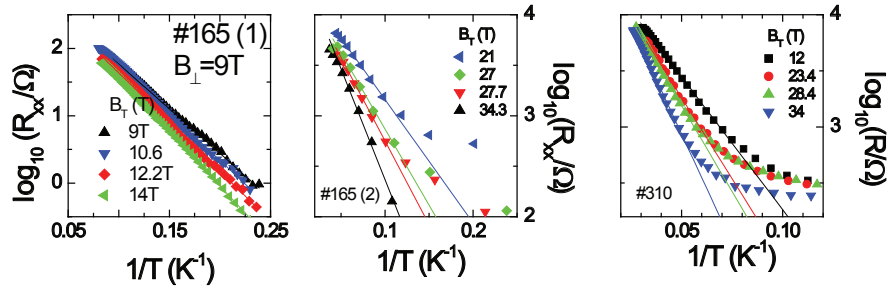 #165 (1)
B⊥=9T
B_T (T)
9T
10.6
12.2T
14T
log₁₀(Rₓₓ/Ω)
2
1
0
0.05
0.15
0.25
1/T (K⁻¹)
B_T (T)
21
27
27.7
34.3
#165 (2)
4
3
2
log₁₀(Rₓₓ/Ω)
0.1
0.2
1/T (K⁻¹)
B_T (T)
12
23.4
28.4
34
#310
4
3
log₁₀(R/Ω)
0.05
0.10
1/T (K⁻¹)